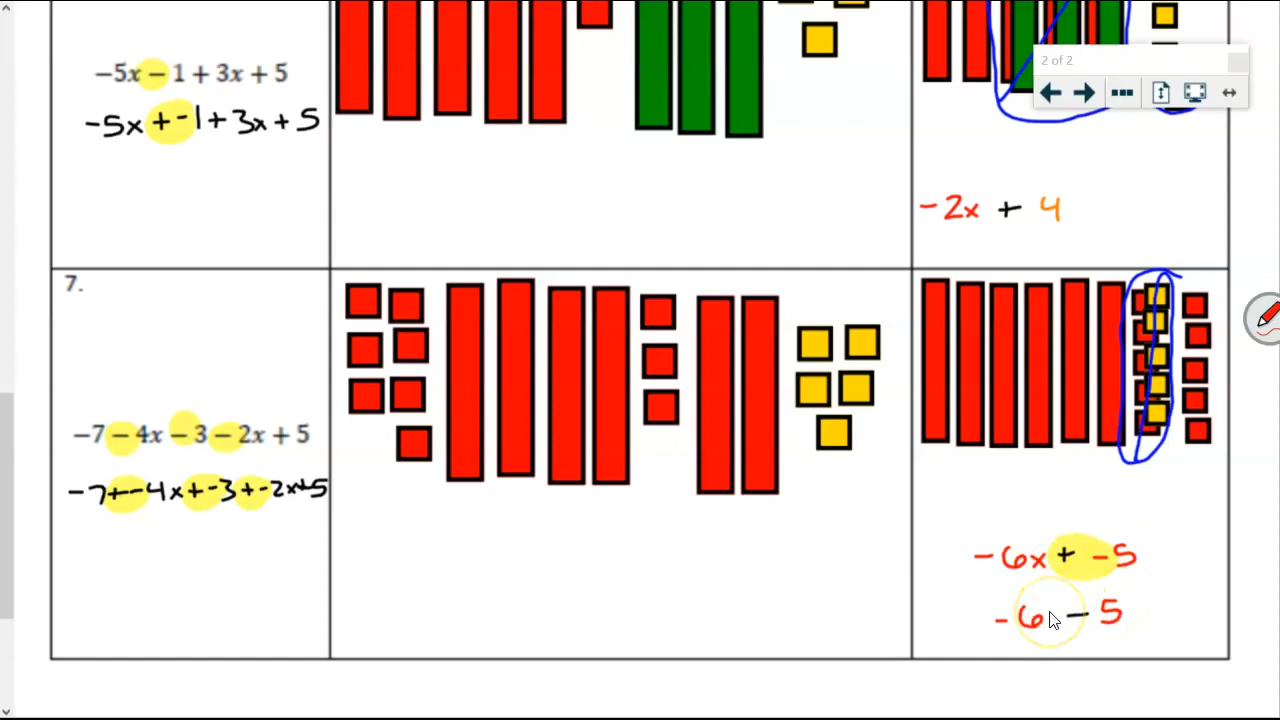 2 of 2
−5x − 1 + 3x + 5
-5x + -1 + 3x + 5
-2x + 4
7.
−7 − 4x − 3 − 2x + 5
-7 + -4x + -3 + -2x + 5
-6x + -5
-6 - 5